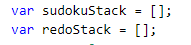 var sudokuStack = [];
var redoStack = [];